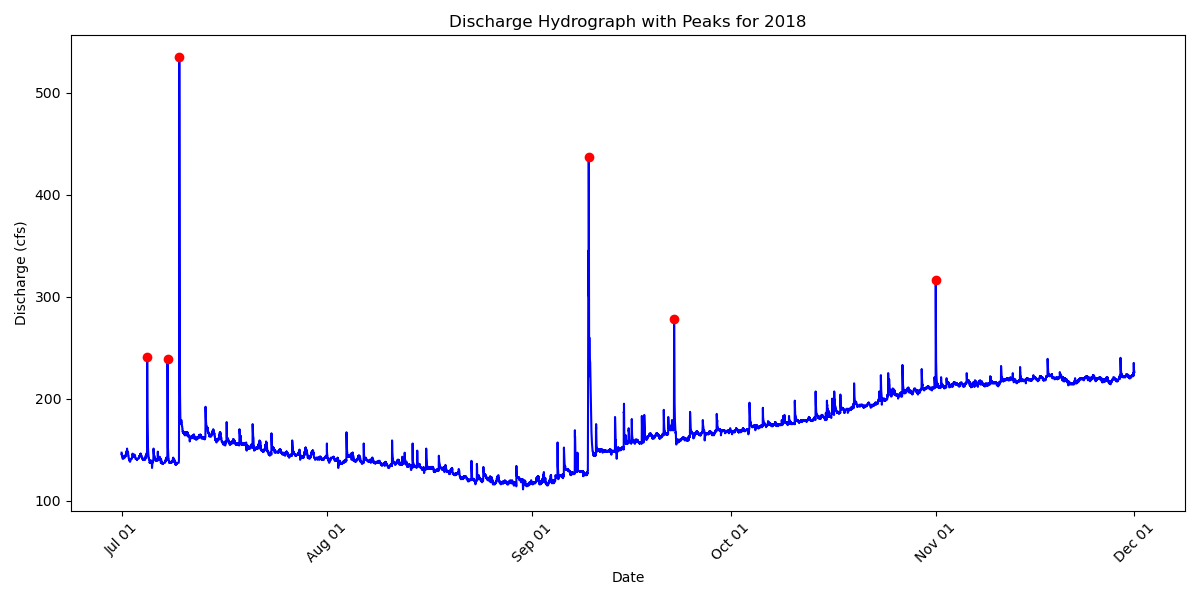 Discharge Hydrograph with Peaks for 2018
Discharge (cfs)
500
400
300
200
100
Jul 01
Aug 01
Sep 01
Oct 01
Nov 01
Dec 01
Date